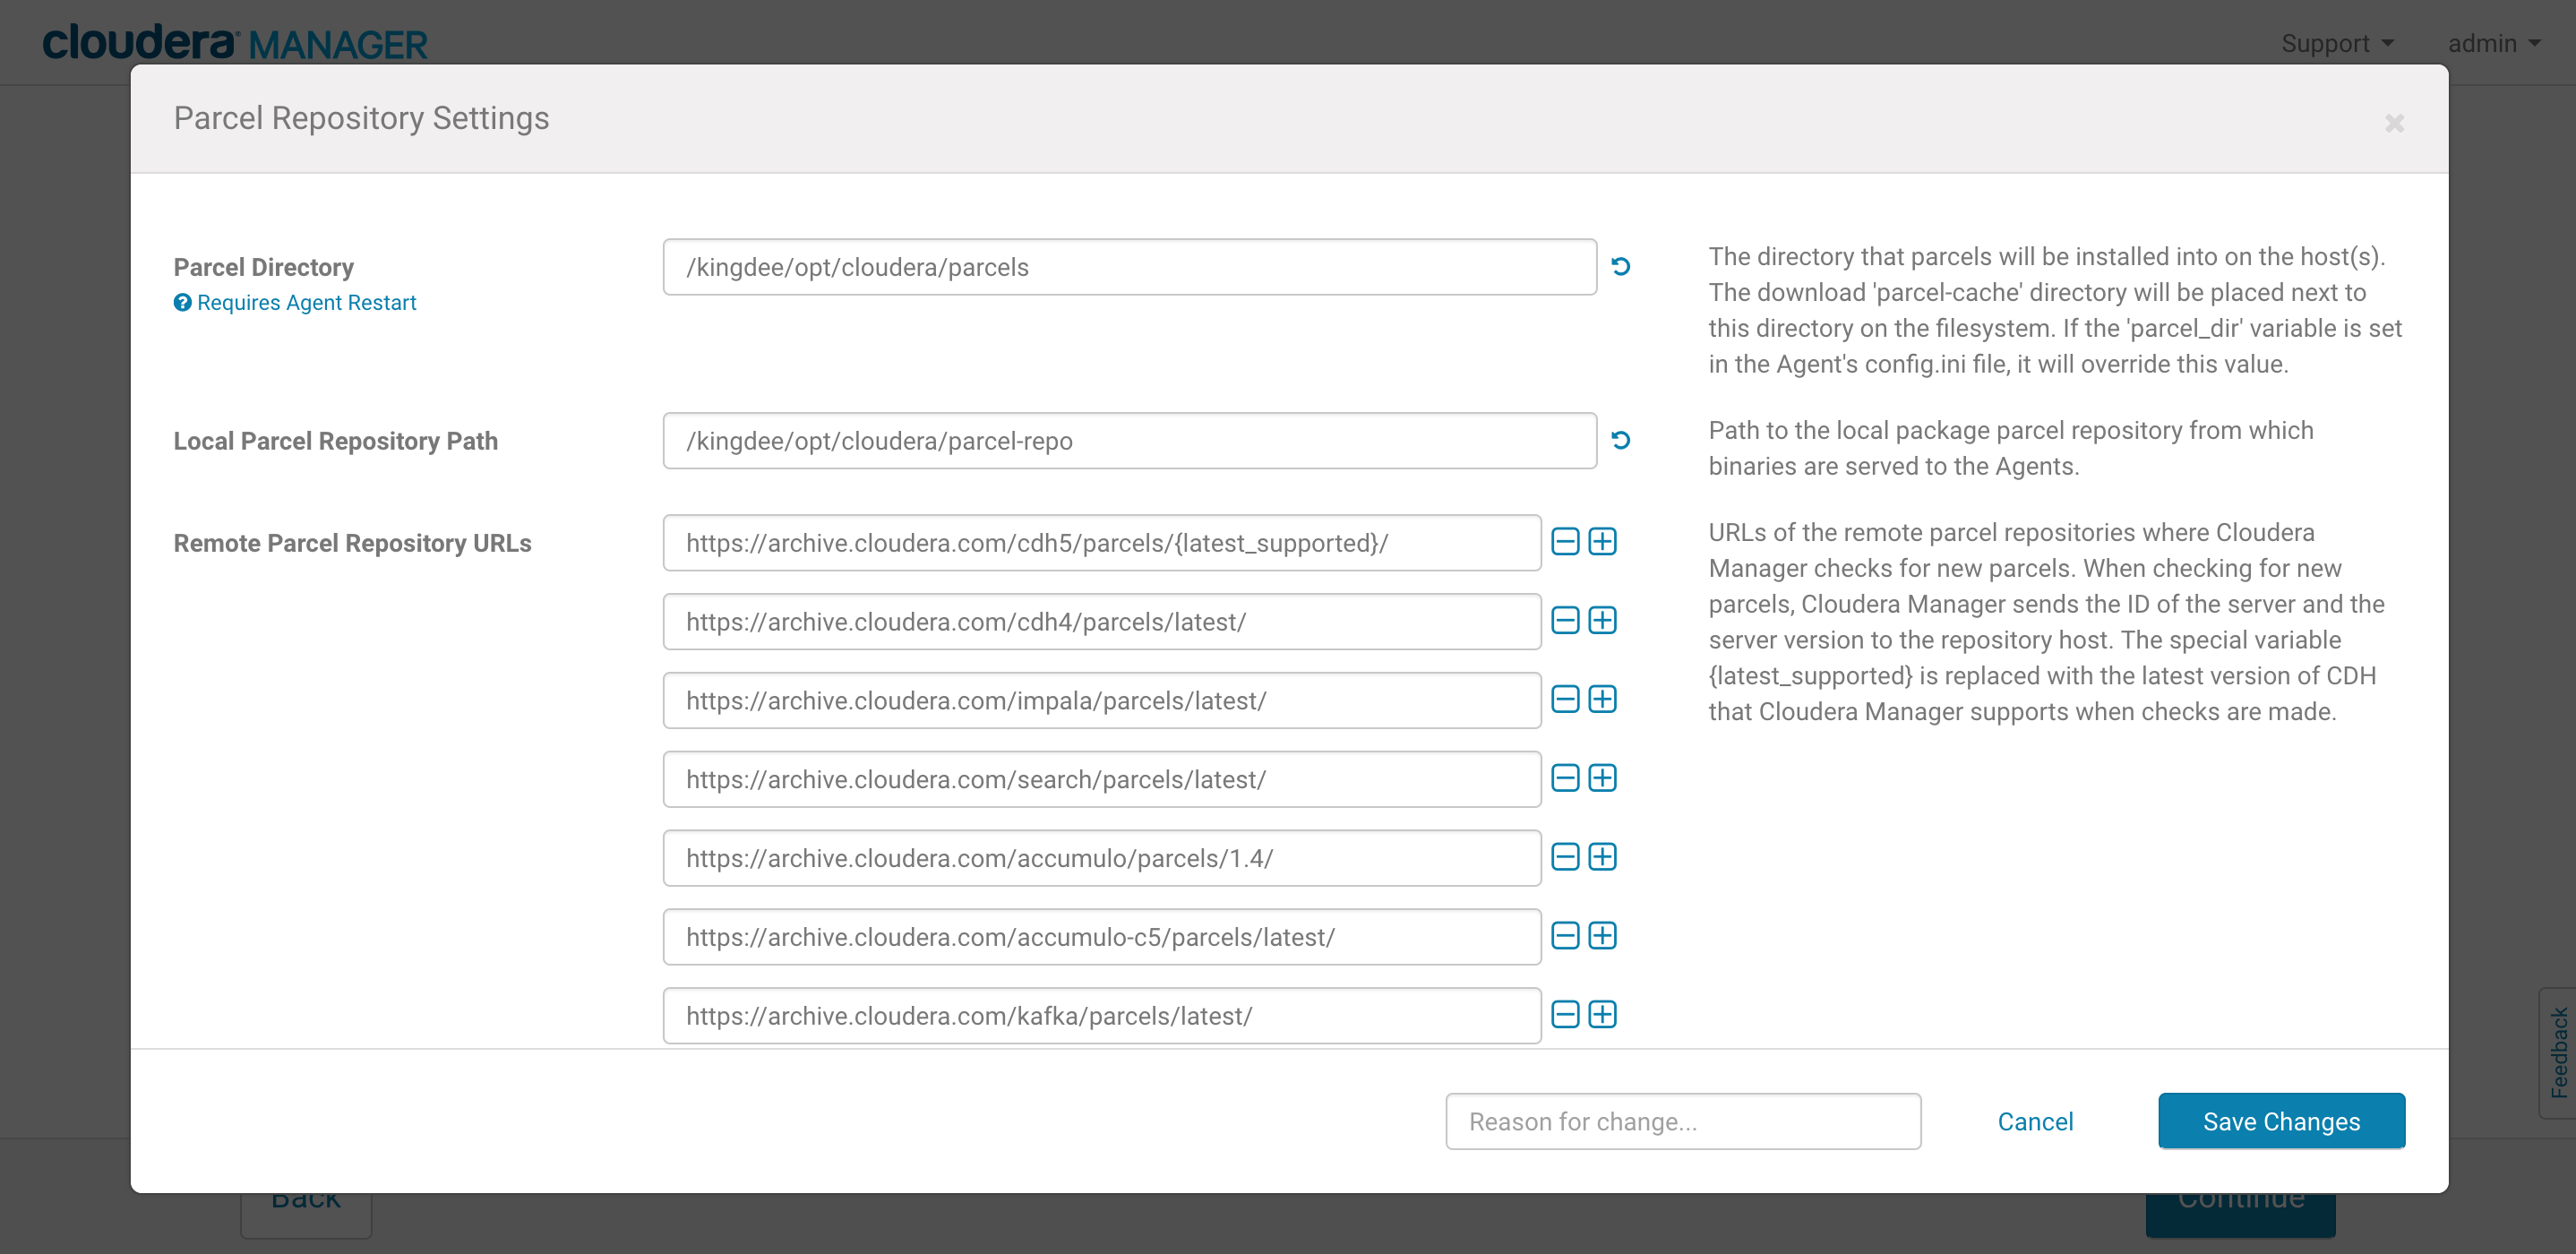 cloudera MANAGER
Support
admin
Parcel Repository Settings
Parcel Directory
Requires Agent Restart
/kingdee/opt/cloudera/parcels
The directory that parcels will be installed into on the host(s).
The download 'parcel-cache' directory will be placed next to
this directory on the filesystem. If the 'parcel_dir' variable is set
in the Agent's config.ini file, it will override this value.
Local Parcel Repository Path
/kingdee/opt/cloudera/parcel-repo
Path to the local package parcel repository from which
binaries are served to the Agents.
Remote Parcel Repository URLs
https://archive.cloudera.com/cdh5/parcels/{latest_supported}/
https://archive.cloudera.com/cdh4/parcels/latest/
https://archive.cloudera.com/impala/parcels/latest/
https://archive.cloudera.com/search/parcels/latest/
https://archive.cloudera.com/accumulo/parcels/1.4/
https://archive.cloudera.com/accumulo-c5/parcels/latest/
https://archive.cloudera.com/kafka/parcels/latest/
URLs of the remote parcel repositories where Cloudera
Manager checks for new parcels. When checking for new
parcels, Cloudera Manager sends the ID of the server and the
server version to the repository host. The special variable
{latest_supported} is replaced with the latest version of CDH
that Cloudera Manager supports when checks are made.
Feedback
Reason for change...
Cancel
Save Changes
Back
Continue